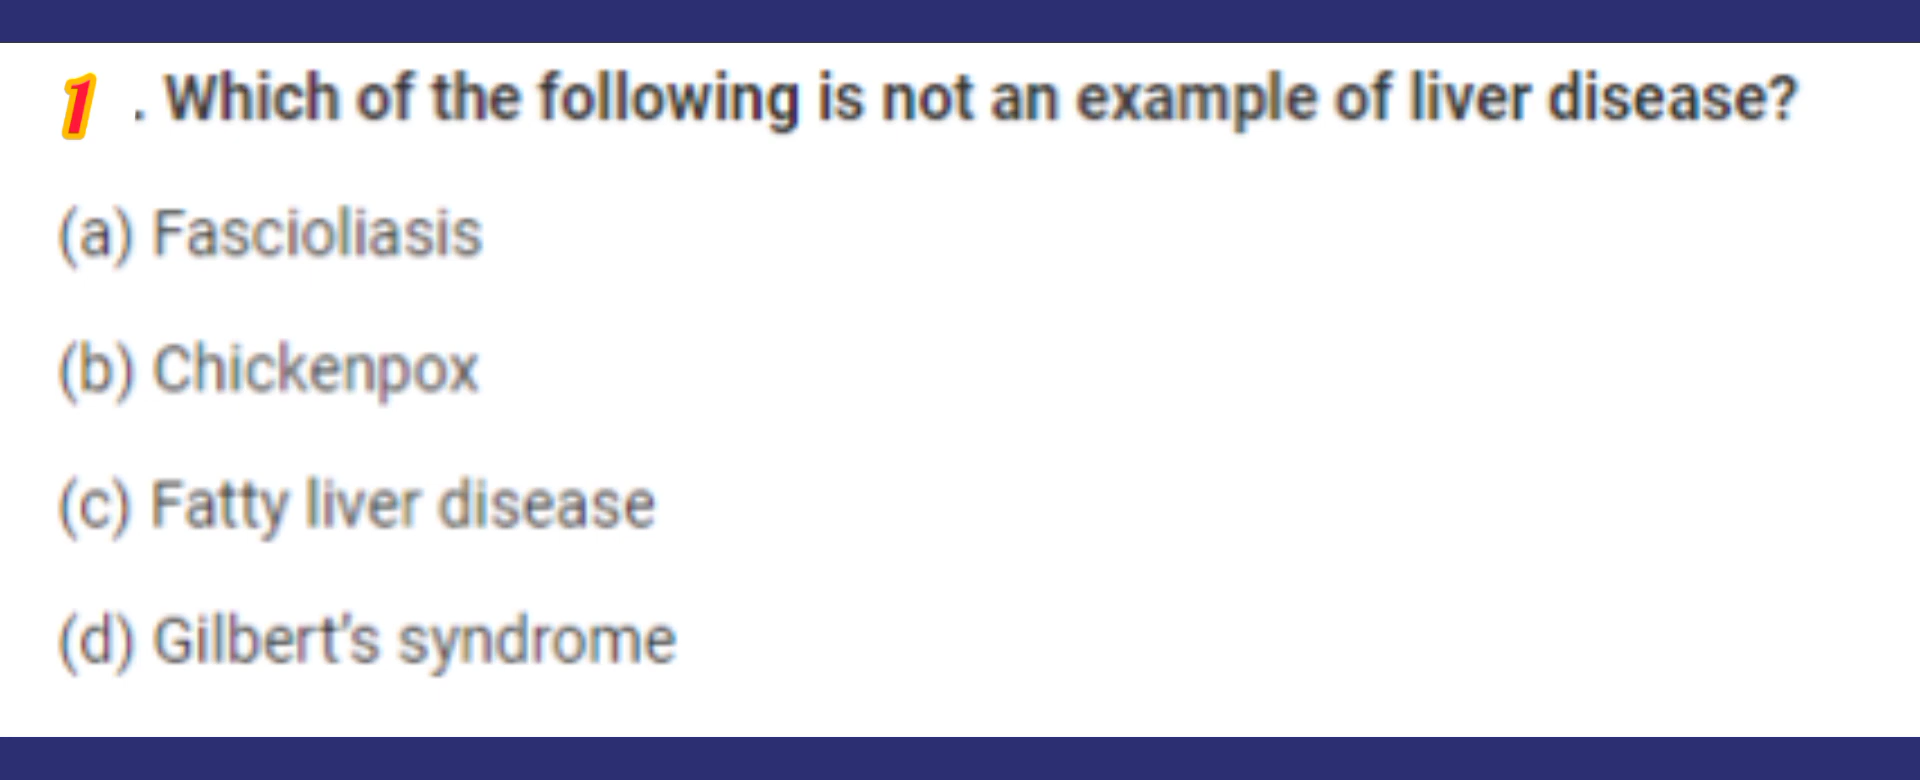 1 . Which of the following is not an example of liver disease?
(a) Fascioliasis
(b) Chickenpox
(c) Fatty liver disease
(d) Gilbert's syndrome